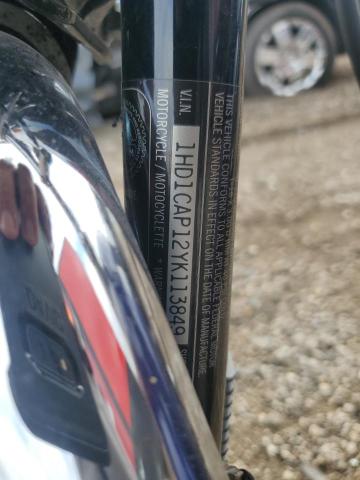 THIS VEHICLE CONFORMS TO ALL APPLICABLE FEDERAL MOTOR
VEHICLE STANDARDS IN EFFECT ON THE DATE OF MANUFACTURE.
V.I.N. 1HD1CAP12YK113849
MOTORCYCLE / MOTOCYCLETTE